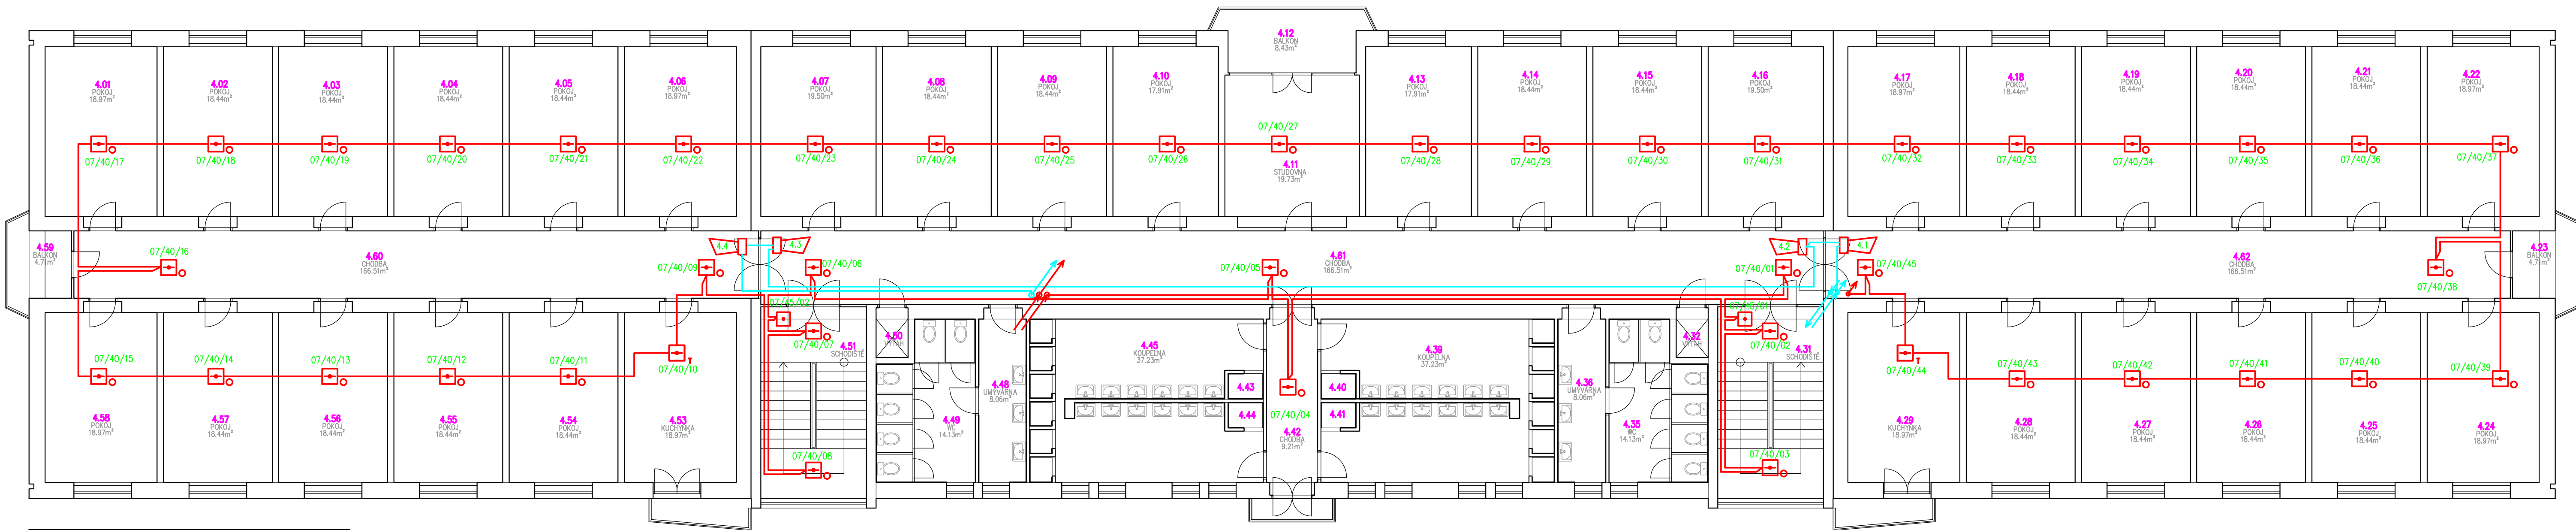 4.12
BALKON
8.43m²
4.01
POKOJ
18.97m²
4.02
POKOJ
18.44m²
4.03
POKOJ
18.44m²
4.04
POKOJ
18.44m²
4.05
POKOJ
18.44m²
4.06
POKOJ
18.97m²
4.07
POKOJ
19.50m²
4.08
POKOJ
18.44m²
4.09
POKOJ
18.44m²
4.10
POKOJ
17.91m²
4.13
POKOJ
17.91m²
4.14
POKOJ
18.44m²
4.15
POKOJ
18.44m²
4.16
POKOJ
19.50m²
4.17
POKOJ
18.97m²
4.18
POKOJ
18.44m²
4.19
POKOJ
18.44m²
4.20
POKOJ
18.44m²
4.21
POKOJ
18.44m²
4.22
POKOJ
18.97m²
07/40/17
07/40/18
07/40/19
07/40/20
07/40/21
07/40/22
07/40/23
07/40/24
07/40/25
07/40/26
07/40/27
4.11
STUDOVNA
19.73m²
07/40/28
07/40/29
07/40/30
07/40/31
07/40/32
07/40/33
07/40/34
07/40/35
07/40/36
07/40/37
4.59
BALKON
4.71m²
07/40/16
4.60
CHODBA
166.51m²
07/40/09
4.4
4.3
07/40/06
07/40/05
4.61
CHODBA
166.51m²
07/40/01
4.2
4.1
07/40/45
4.62
CHODBA
166.51m²
07/40/38
4.23
BALKON
4.71m²
07/45/02
07/40/15
07/40/14
07/40/13
07/40/12
07/40/11
07/40/10
T
07/40/07
4.51
SCHODIŠTĚ
4.50
VÝTAH
4.45
KOUPELNA
37.23m²
4.39
KOUPELNA
37.23m²
4.32
VÝTAH
07/40/02
4.31
SCHODIŠTĚ
T
07/40/44
07/40/43
07/40/42
07/40/41
07/40/40
07/40/39
4.48
UMÝVÁRNA
8.06m²
4.43
4.40
4.36
UMÝVÁRNA
8.06m²
4.58
POKOJ
18.97m²
4.57
POKOJ
18.44m²
4.56
POKOJ
18.44m²
4.55
POKOJ
18.44m²
4.54
POKOJ
18.44m²
4.53
KUCHYŇKA
18.97m²
4.49
WC
14.13m²
4.44
07/40/04
4.41
4.42
CHODBA
9.21m²
4.35
WC
14.13m²
4.29
KUCHYŇKA
18.97m²
4.28
POKOJ
18.44m²
4.27
POKOJ
18.44m²
4.26
POKOJ
18.44m²
4.25
POKOJ
18.44m²
4.24
POKOJ
18.97m²
07/40/08
07/40/03